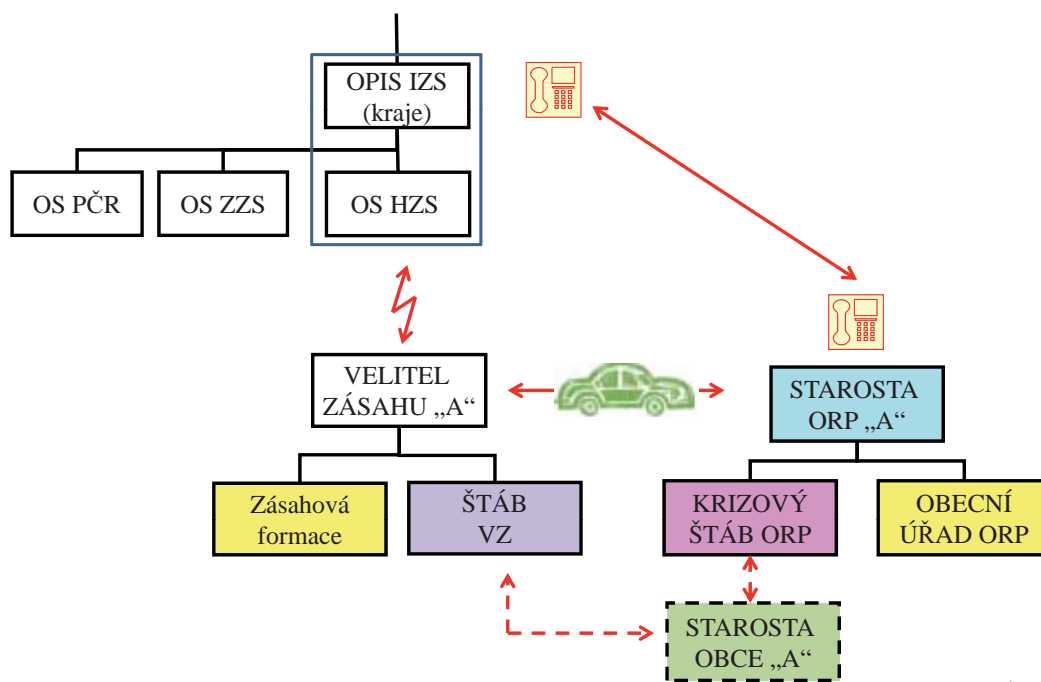 OPIS IZS
(kraje)
OS PČR
OS ZZS
OS HZS
VELITEL
ZÁSAHU „A“
STAROSTA
ORP „A“
Zásahová
formace
ŠTÁB
VZ
KRIZOVÝ
ŠTÁB ORP
OBECNÍ
ÚŘAD ORP
STAROSTA
OBCE „A“